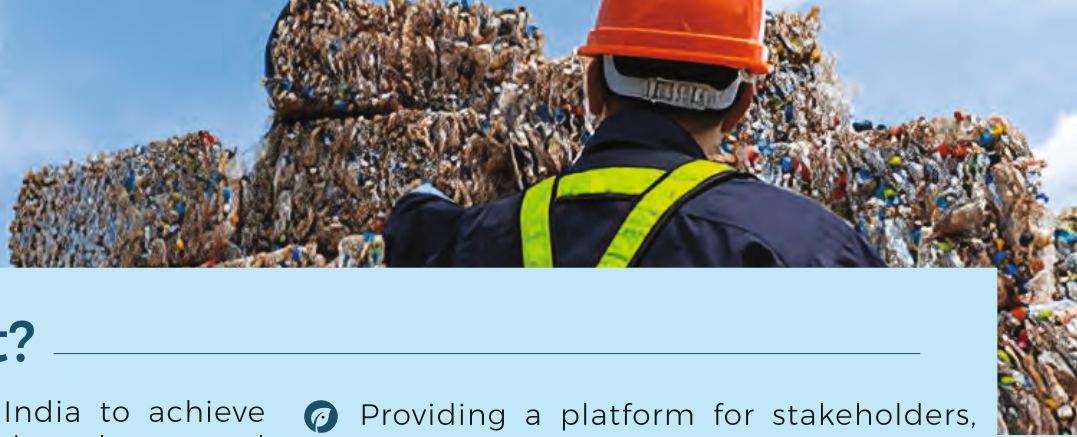 t?
India to achieve
Providing a platform for stakeholders,